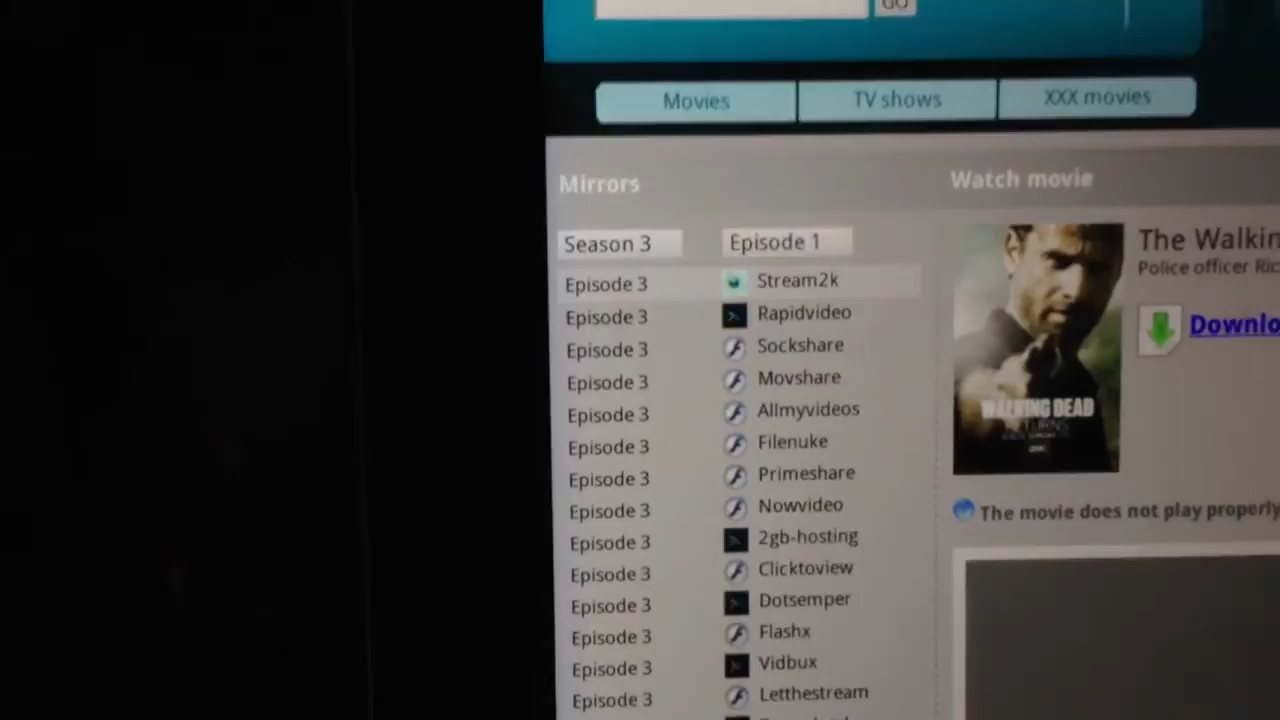 GO
Movies TV shows XXX movies
Mirrors Watch movie
Season 3 Episode 1
Episode 3 Stream2k
Episode 3 Rapidvideo
Episode 3 Sockshare
Episode 3 Movshare
Episode 3 Allmyvideos
Episode 3 Filenuke
Episode 3 Primeshare
Episode 3 Nowvideo
Episode 3 2gb-hosting
Episode 3 Clicktoview
Episode 3 Dotsemper
Episode 3 Flashx
Episode 3 Vidbux
Episode 3 Letthestream
The Walkin
Police officer Ric
Downlo
WALKING DEAD
RETURNS
The movie does not play properly